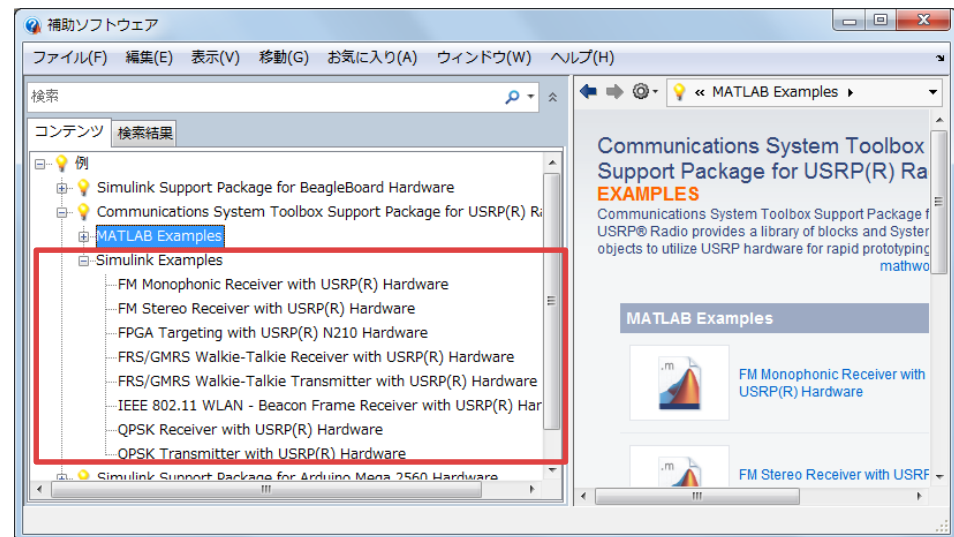 補助ソフトウェア
ファイル(F) 編集(E) 表示(V) 移動(G) お気に入り(A) ウィンドウ(W) ヘルプ(H)
検索
コンテンツ 検索結果
例
Simulink Support Package for BeagleBoard Hardware
Communications System Toolbox Support Package for USRP(R) Ra
MATLAB Examples
Simulink Examples
FM Monophonic Receiver with USRP(R) Hardware
FM Stereo Receiver with USRP(R) Hardware
FPGA Targeting with USRP(R) N210 Hardware
FRS/GMRS Walkie-Talkie Receiver with USRP(R) Hardware
FRS/GMRS Walkie-Talkie Transmitter with USRP(R) Hardware
IEEE 802.11 WLAN - Beacon Frame Receiver with USRP(R) Har
QPSK Receiver with USRP(R) Hardware
QPSK Transmitter with USRP(R) Hardware
Simulink Support Package for Arduino Mega 2560 Hardware
« MATLAB Examples
Communications System Toolbox
Support Package for USRP(R) Ra
EXAMPLES
Communications System Toolbox Support Package f
USRP® Radio provides a library of blocks and System
objects to utilize USRP hardware for rapid prototyping
mathwo
MATLAB Examples
.m
FM Monophonic Receiver with
USRP(R) Hardware
.m
FM Stereo Receiver with USRP